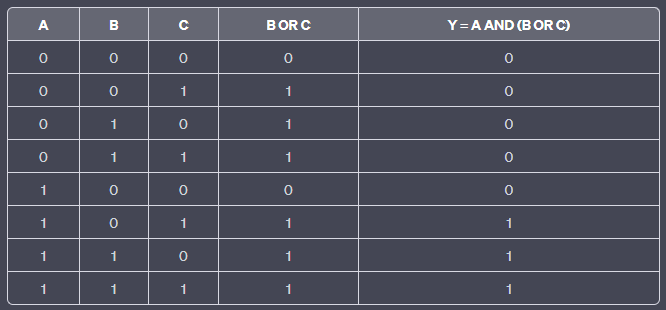 A B C B OR C Y = A AND (B OR C)
0 0 0 0 0
0 0 1 1 0
0 1 0 1 0
0 1 1 1 0
1 0 0 0 0
1 0 1 1 1
1 1 0 1 1
1 1 1 1 1